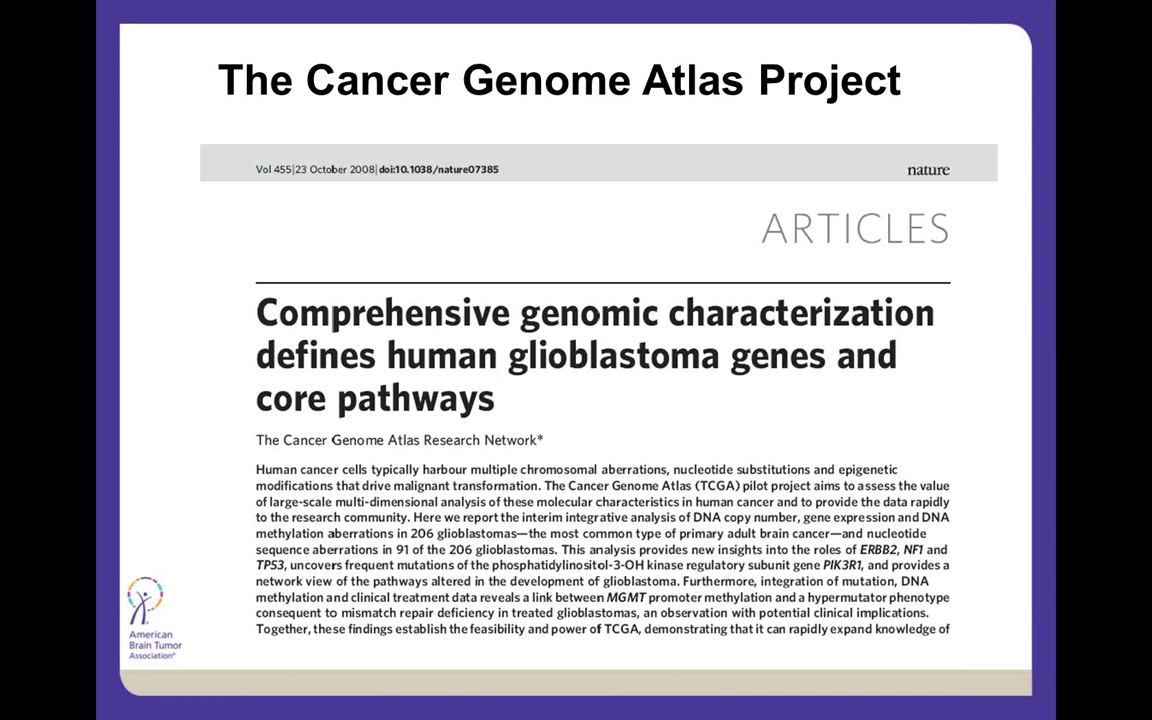 The Cancer Genome Atlas Project
Vol 455|23 October 2008|doi:10.1038/nature07385
nature
ARTICLES
Comprehensive genomic characterization
defines human glioblastoma genes and
core pathways
The Cancer Genome Atlas Research Network*
Human cancer cells typically harbour multiple chromosomal aberrations, nucleotide substitutions and epigenetic
modifications that drive malignant transformation. The Cancer Genome Atlas (TCGA) pilot project aims to assess the value
of large-scale multi-dimensional analysis of these molecular characteristics in human cancer and to provide the data rapidly
to the research community. Here we report the interim integrative analysis of DNA copy number, gene expression and DNA
methylation aberrations in 206 glioblastomas—the most common type of primary adult brain cancer—and nucleotide
sequence aberrations in 91 of the 206 glioblastomas. This analysis provides new insights into the roles of ERBB2, NF1 and
TP53, uncovers frequent mutations of the phosphatidylinositol-3-OH kinase regulatory subunit gene PIK3R1, and provides a
network view of the pathways altered in the development of glioblastoma. Furthermore, integration of mutation, DNA
methylation and clinical treatment data reveals a link between MGMT promoter methylation and a hypermutator phenotype
consequent to mismatch repair deficiency in treated glioblastomas, an observation with potential clinical implications.
Together, these findings establish the feasibility and power of TCGA, demonstrating that it can rapidly expand knowledge of
American
Brain Tumor
Association®